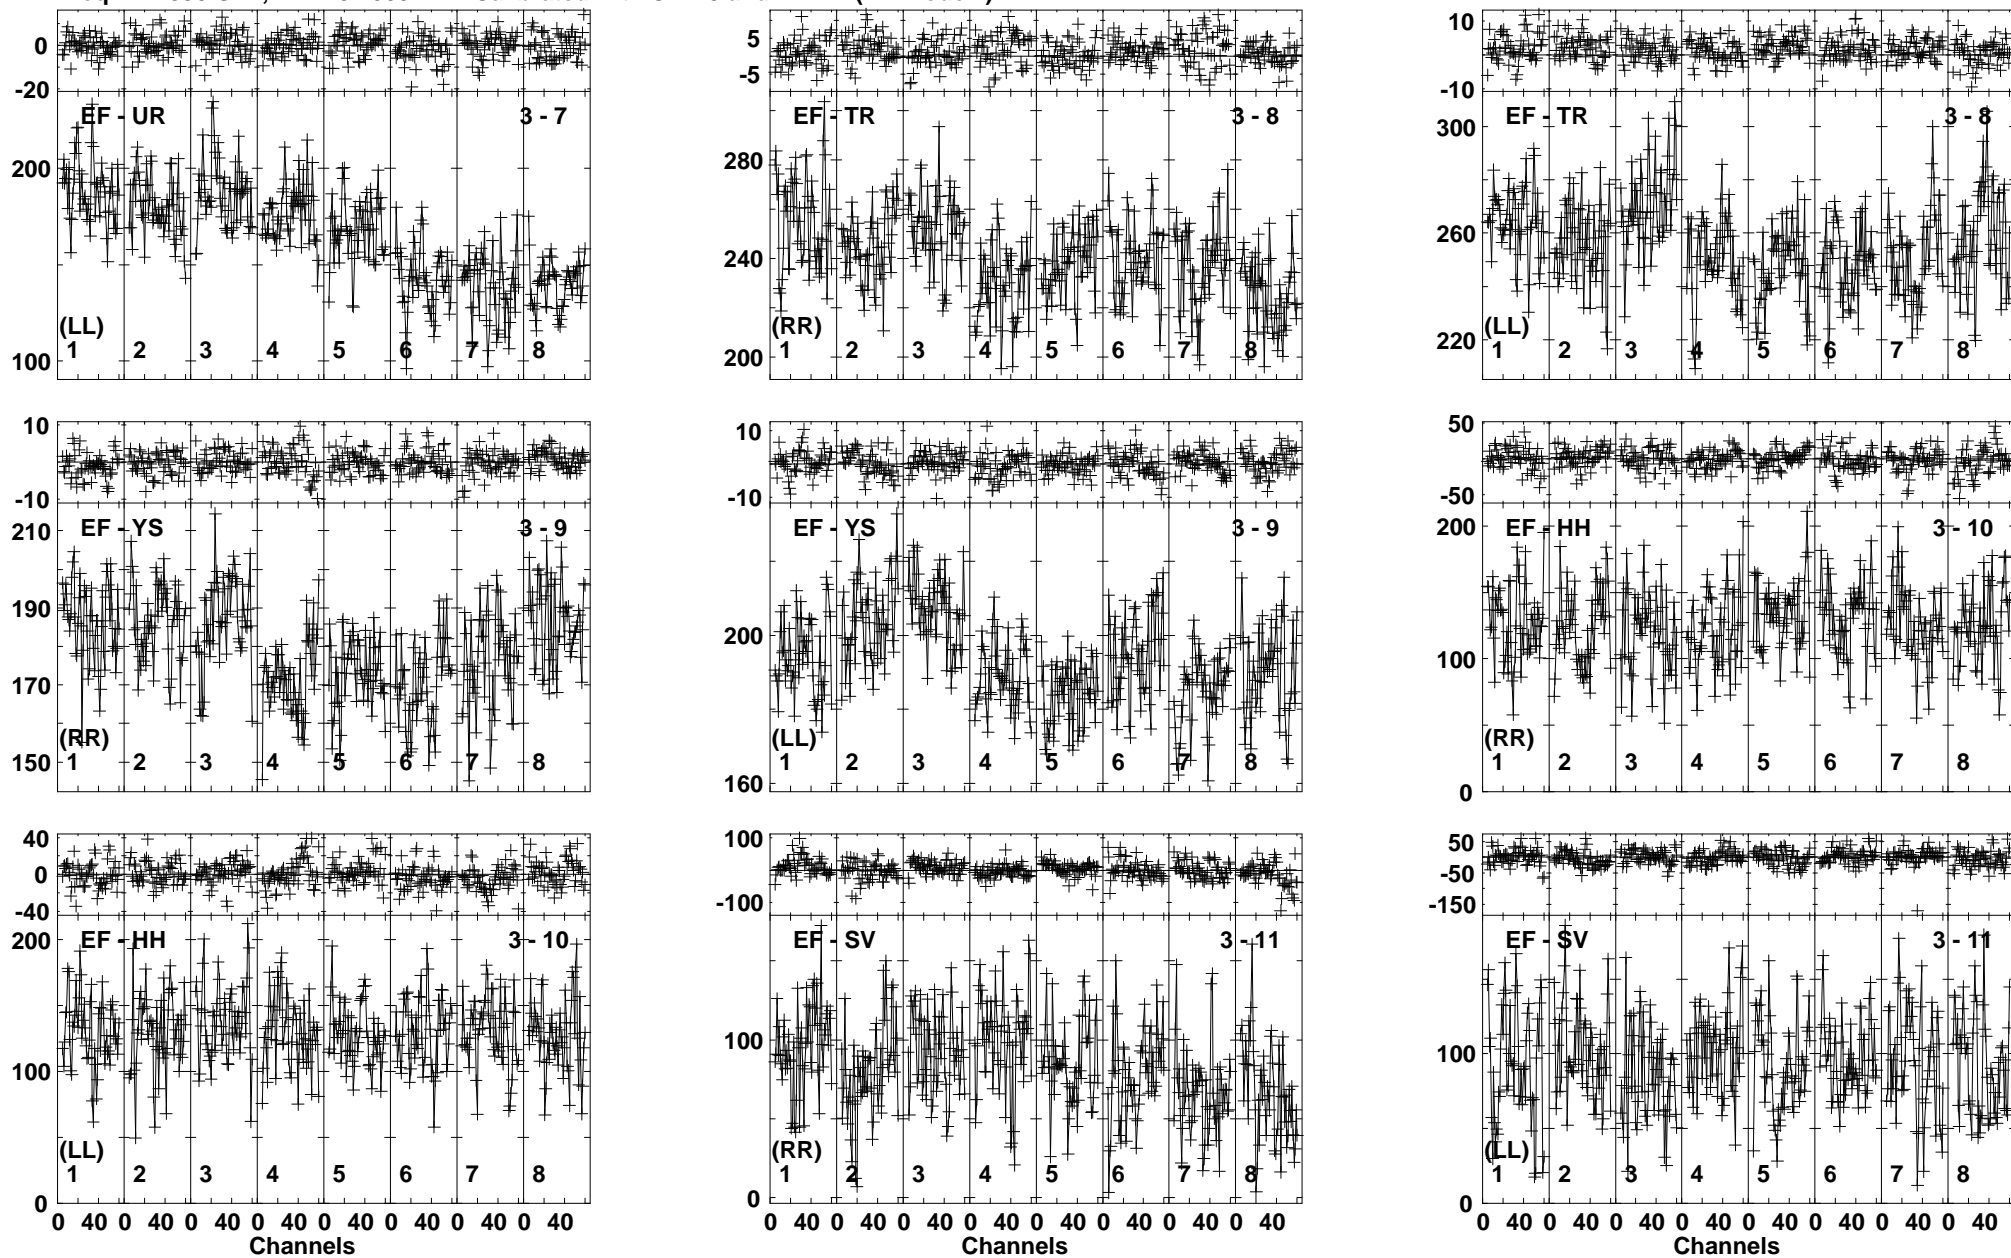 0
-20
EF - UR
3 - 7
200
100
(LL)
1 2 3 4 5 6 7 8
5
-5
EF - TR
3 - 8
280
240
200
(RR)
1 2 3 4 5 6 7 8
10
-10
EF - TR
3 - 8
300
260
220
(LL)
1 2 3 4 5 6 7 8
10
-10
EF - YS
3 - 9
210
190
170
150
(RR)
1 2 3 4 5 6 7 8
10
-10
EF - YS
3 - 9
200
160
(LL)
1 2 3 4 5 6 7 8
50
-50
EF - HH
3 - 10
200
100
0
(RR)
1 2 3 4 5 6 7 8
40
0
-40
EF - HH
3 - 10
200
100
0
(LL)
1 2 3 4 5 6 7 8
0 40 0 40 0 40 0 40 0 40 0 40 0 40 0 40
Channels
100
-100
EF - SV
3 - 11
100
0
(RR)
1 2 3 4 5 6 7 8
0 40 0 40 0 40 0 40 0 40 0 40 0 40 0 40
Channels
50
-50
-150
EF - SV
3 - 11
100
0
(LL)
1 2 3 4 5 6 7 8
0 40 0 40 0 40 0 40 0 40 0 40 0 40 0 40
Channels